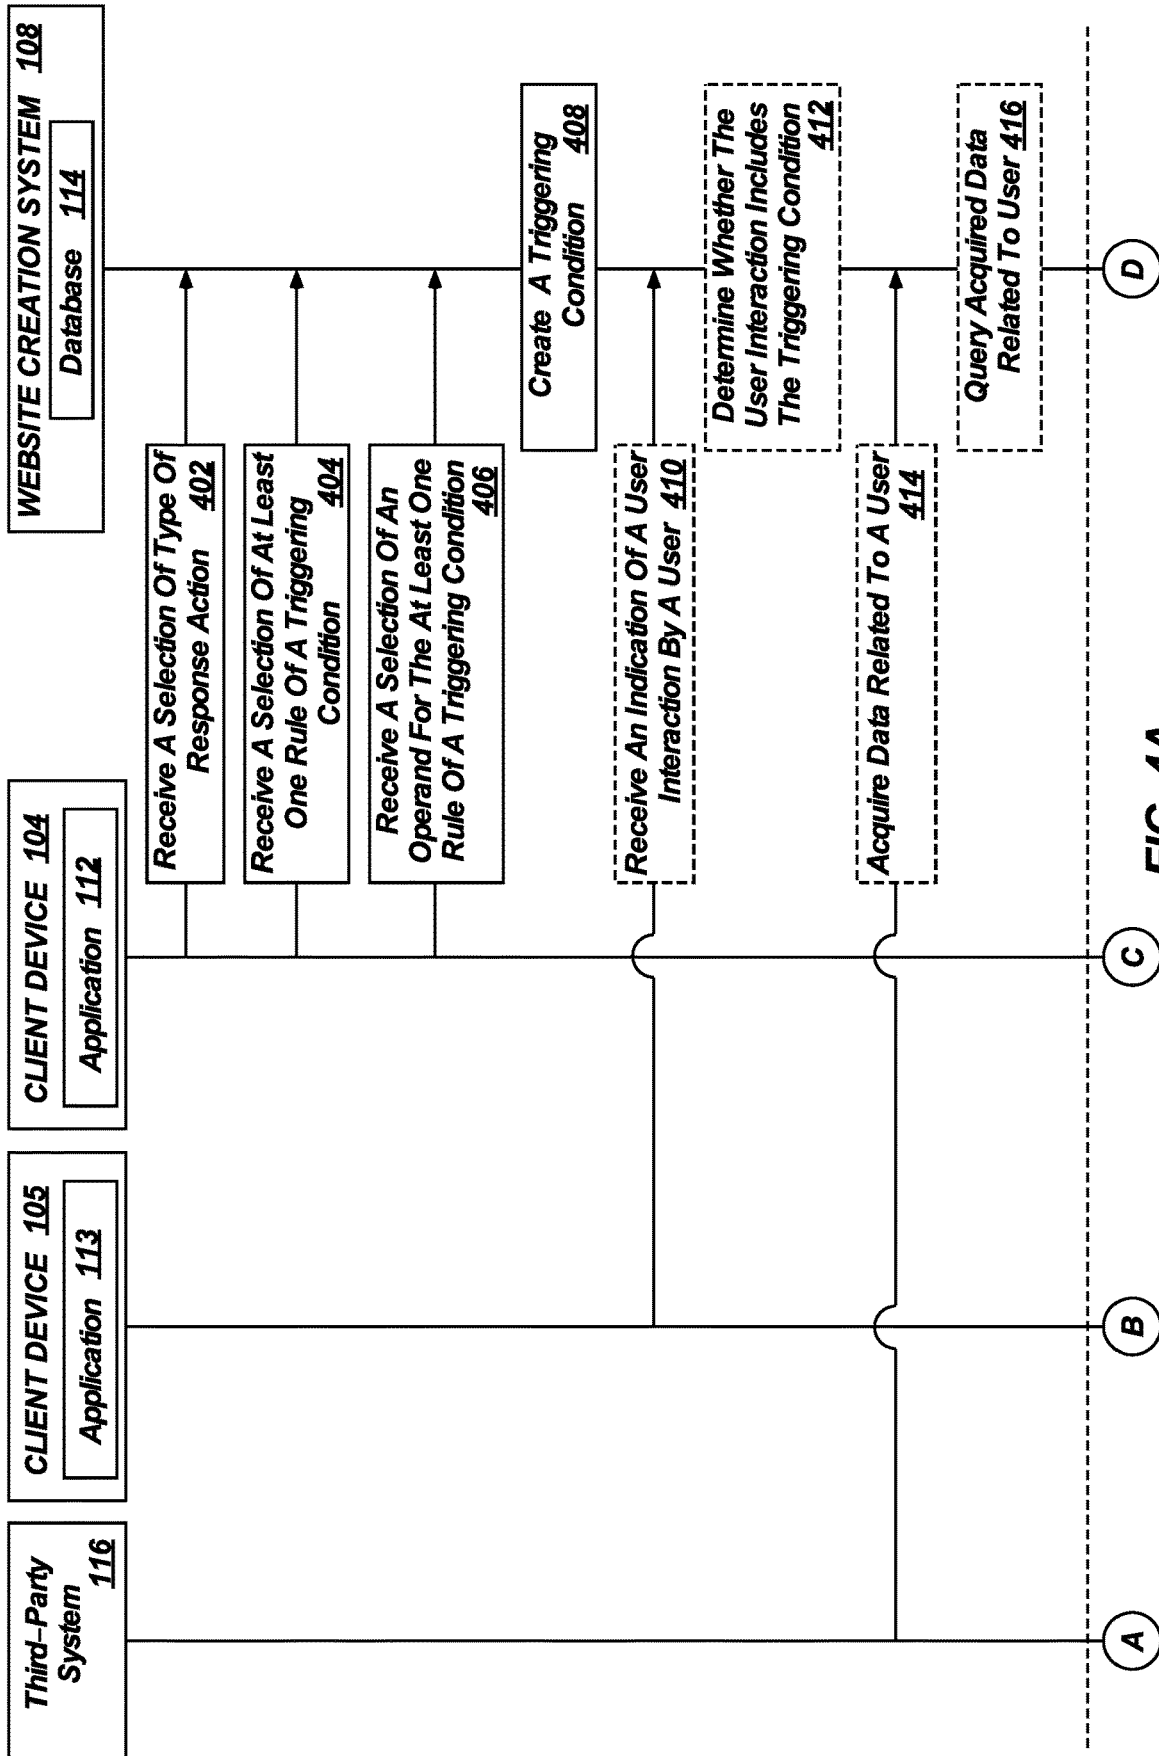 Third–Party
System
116
CLIENT DEVICE 105
Application 113
CLIENT DEVICE 104
Application 112
WEBSITE CREATION SYSTEM 108
Database 114
Receive A Selection Of Type Of
Response Action 402
Receive A Selection Of At Least
One Rule Of A Triggering
Condition 404
Receive A Selection Of An
Operand For The At Least One
Rule Of A Triggering Condition
406
Create A Triggering
Condition 408
Receive An Indication Of A User
Interaction By A User 410
Determine Whether The
User Interaction Includes
The Triggering Condition
412
Acquire Data Related To A User
414
Query Acquired Data
Related To User 416
A
B
C
D
FIG. 4A